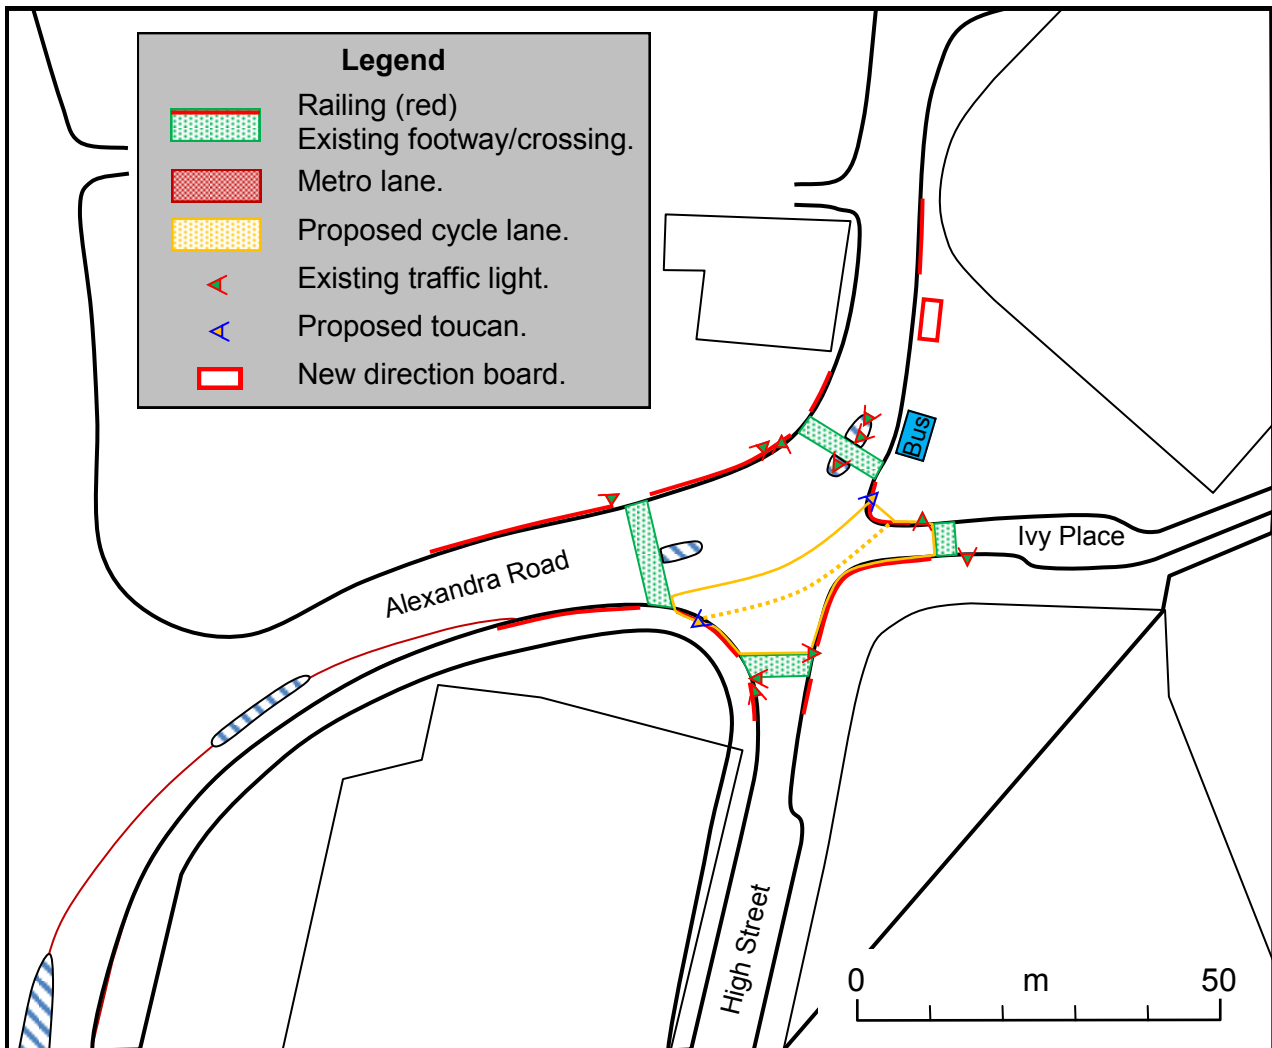 Legend
Railing (red)
Existing footway/crossing.
Metro lane.
Proposed cycle lane.
Existing traffic light.
Proposed toucan.
New direction board.
Bus
Ivy Place
Alexandra Road
High Street
0 m 50